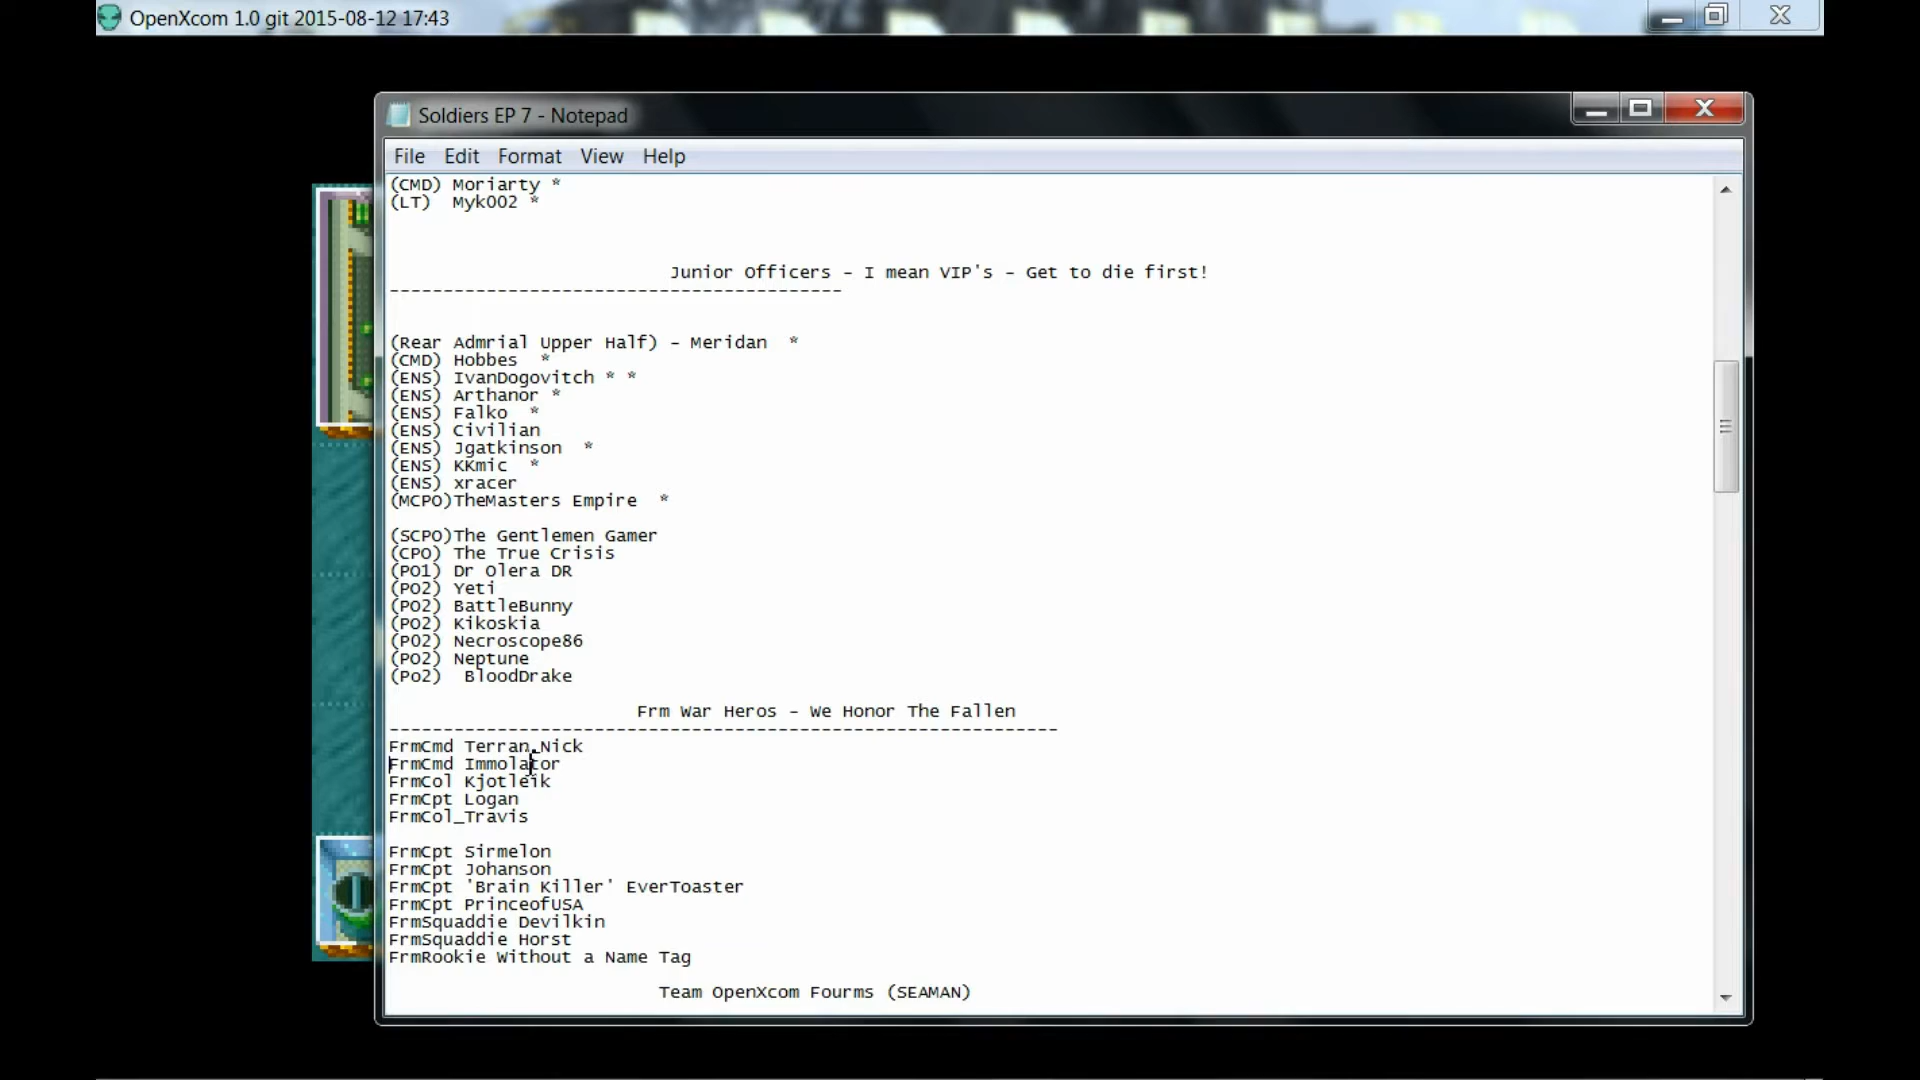 OpenXcom 1.0 git 2015-08-12 17:43
Soldiers EP 7 - Notepad
File Edit Format View Help
(CMD) Moriarty *
(LT) Myk002 *
Junior Officers - I mean VIP's - Get to die first!
------------------------------------------
(Rear Admrial Upper Half) - Meridan *
(CMD) Hobbes *
(ENS) IvanDogovitch * *
(ENS) Arthanor *
(ENS) Falko *
(ENS) Civilian
(ENS) Jgatkinson *
(ENS) KKmic *
(ENS) xracer
(MCPO)TheMasters Empire *
(SCPO)The Gentlemen Gamer
(CPO) The True Crisis
(PO1) Dr Olera DR
(PO2) Yeti
(PO2) BattleBunny
(PO2) Kikoskia
(PO2) Necroscope86
(PO2) Neptune
(Po2) BloodDrake
Frm War Heros - We Honor The Fallen
--------------------------------------------------------------
FrmCmd Terran_Nick
FrmCmd Immolator
FrmCol Kjotleik
FrmCpt Logan
FrmCol_Travis
FrmCpt Sirmelon
FrmCpt Johanson
FrmCpt 'Brain Killer' EverToaster
FrmCpt PrinceofUSA
FrmSquaddie Devilkin
FrmSquaddie Horst
FrmRookie Without a Name Tag
Team OpenXcom Fourms (SEAMAN)